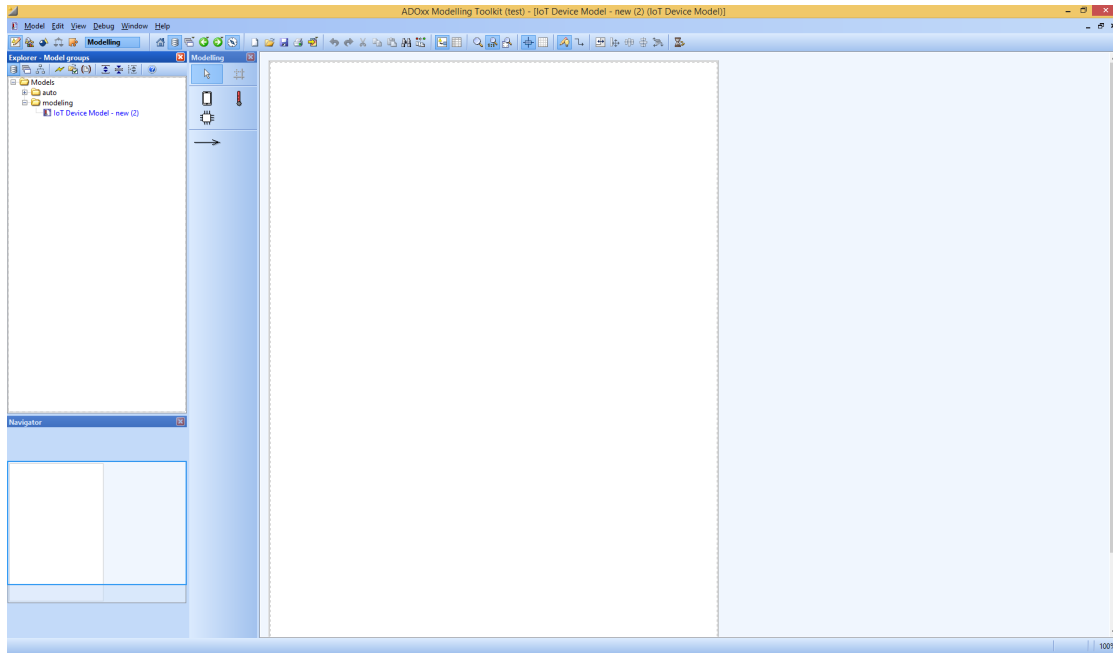 ADOxx Modelling Toolkit (test) - [IoT Device Model - new (2) (IoT Device Model)]
Model Edit View Debug Window Help
Modelling
Explorer - Model groups
Modelling
Models
auto
modeling
IoT Device Model - new (2)
Navigator